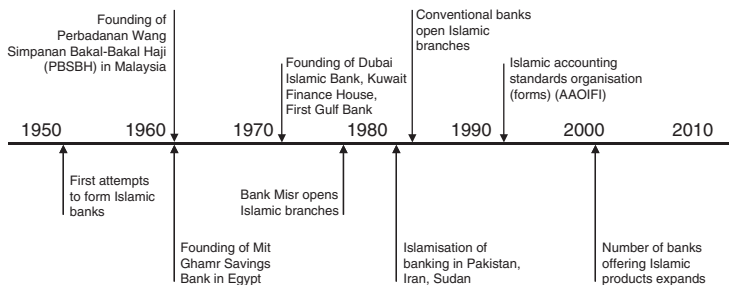 Founding of
Perbadanan Wang
Simpanan Bakal-Bakal Haji
(PBSBH) in Malaysia
Founding of Dubai
Islamic Bank, Kuwait
Finance House,
First Gulf Bank
Conventional banks
open Islamic
branches
Islamic accounting
standards organisation
(forms) (AAOIFI)
1950 1960 1970 1980 1990 2000 2010
First attempts
to form Islamic
banks
Founding of Mit
Ghamr Savings
Bank in Egypt
Bank Misr opens
Islamic branches
Islamisation of
banking in Pakistan,
Iran, Sudan
Number of banks
offering Islamic
products expands